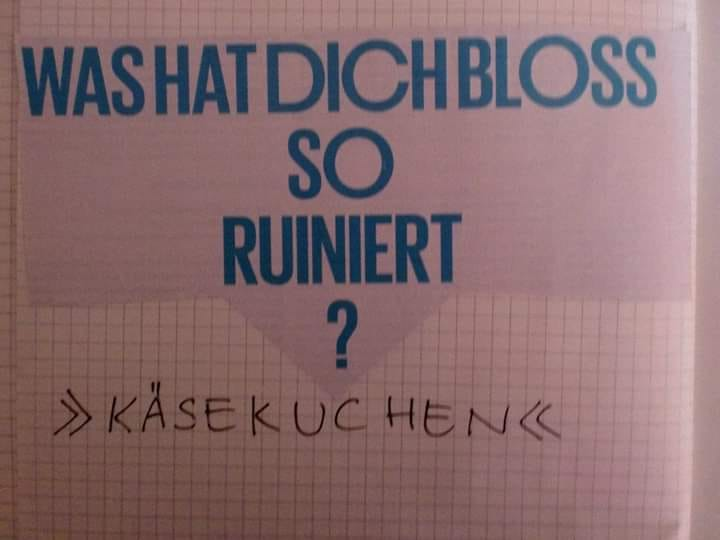 WAS HAT DICH BLOSS
SO
RUINIERT
?
»KÄSEKUCHEN«